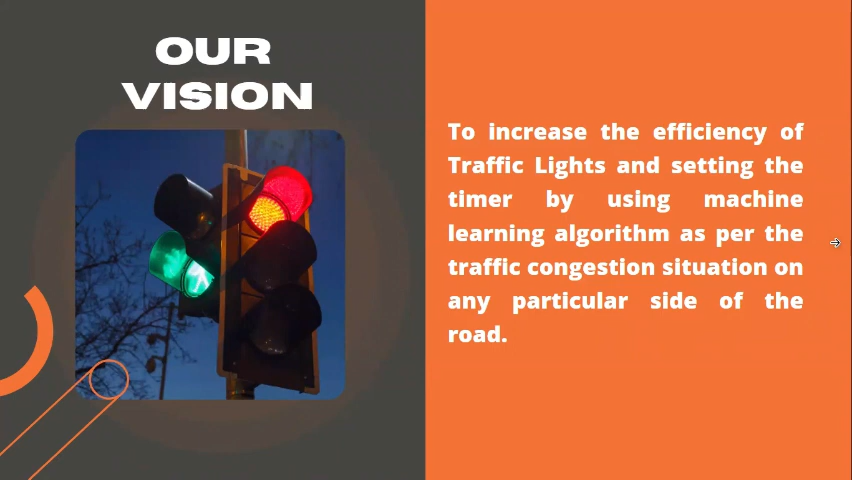 OUR
VISION
To increase the efficiency of
Traffic Lights and setting the
timer by using machine
learning algorithm as per the
traffic congestion situation on
any particular side of the
road.